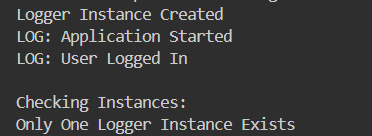 Logger Instance Created
LOG: Application Started
LOG: User Logged In
Checking Instances:
Only One Logger Instance Exists